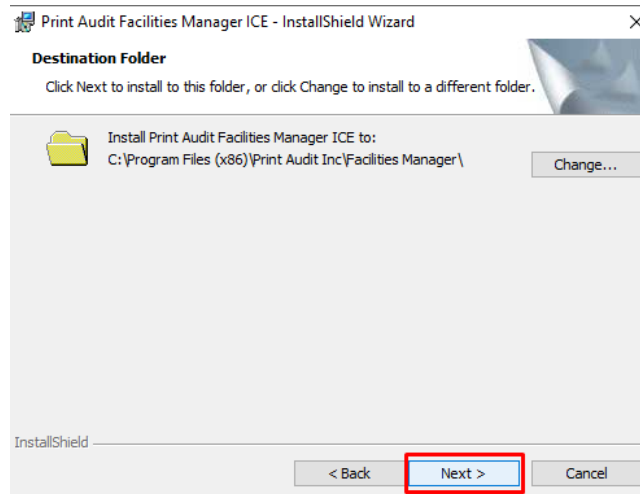 Print Audit Facilities Manager ICE - InstallShield Wizard
Destination Folder
Click Next to install to this folder, or click Change to install to a different folder.
Install Print Audit Facilities Manager ICE to:
C:\Program Files (x86)\Print Audit Inc\Facilities Manager\
Change...
InstallShield
< Back
Next >
Cancel